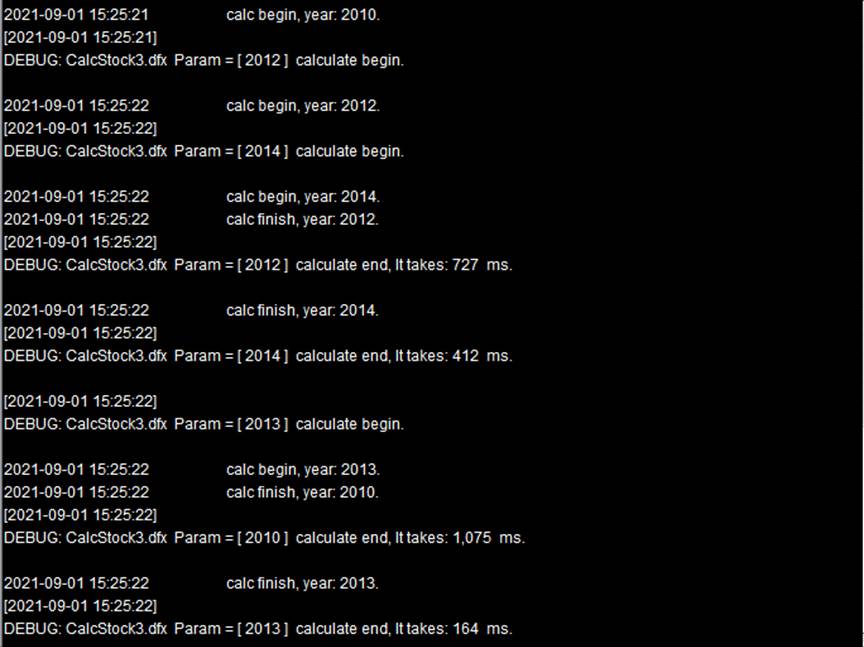 2021-09-01 15:25:21 calc begin, year: 2010.
[2021-09-01 15:25:21]
DEBUG: CalcStock3.dfx Param = [ 2012 ] calculate begin.
2021-09-01 15:25:22 calc begin, year: 2012.
[2021-09-01 15:25:22]
DEBUG: CalcStock3.dfx Param = [ 2014 ] calculate begin.
2021-09-01 15:25:22 calc begin, year: 2014.
2021-09-01 15:25:22 calc finish, year: 2012.
[2021-09-01 15:25:22]
DEBUG: CalcStock3.dfx Param = [ 2012 ] calculate end, It takes: 727 ms.
2021-09-01 15:25:22 calc finish, year: 2014.
[2021-09-01 15:25:22]
DEBUG: CalcStock3.dfx Param = [ 2014 ] calculate end, It takes: 412 ms.
[2021-09-01 15:25:22]
DEBUG: CalcStock3.dfx Param = [ 2013 ] calculate begin.
2021-09-01 15:25:22 calc begin, year: 2013.
2021-09-01 15:25:22 calc finish, year: 2010.
[2021-09-01 15:25:22]
DEBUG: CalcStock3.dfx Param = [ 2010 ] calculate end, It takes: 1,075 ms.
2021-09-01 15:25:22 calc finish, year: 2013.
[2021-09-01 15:25:22]
DEBUG: CalcStock3.dfx Param = [ 2013 ] calculate end, It takes: 164 ms.